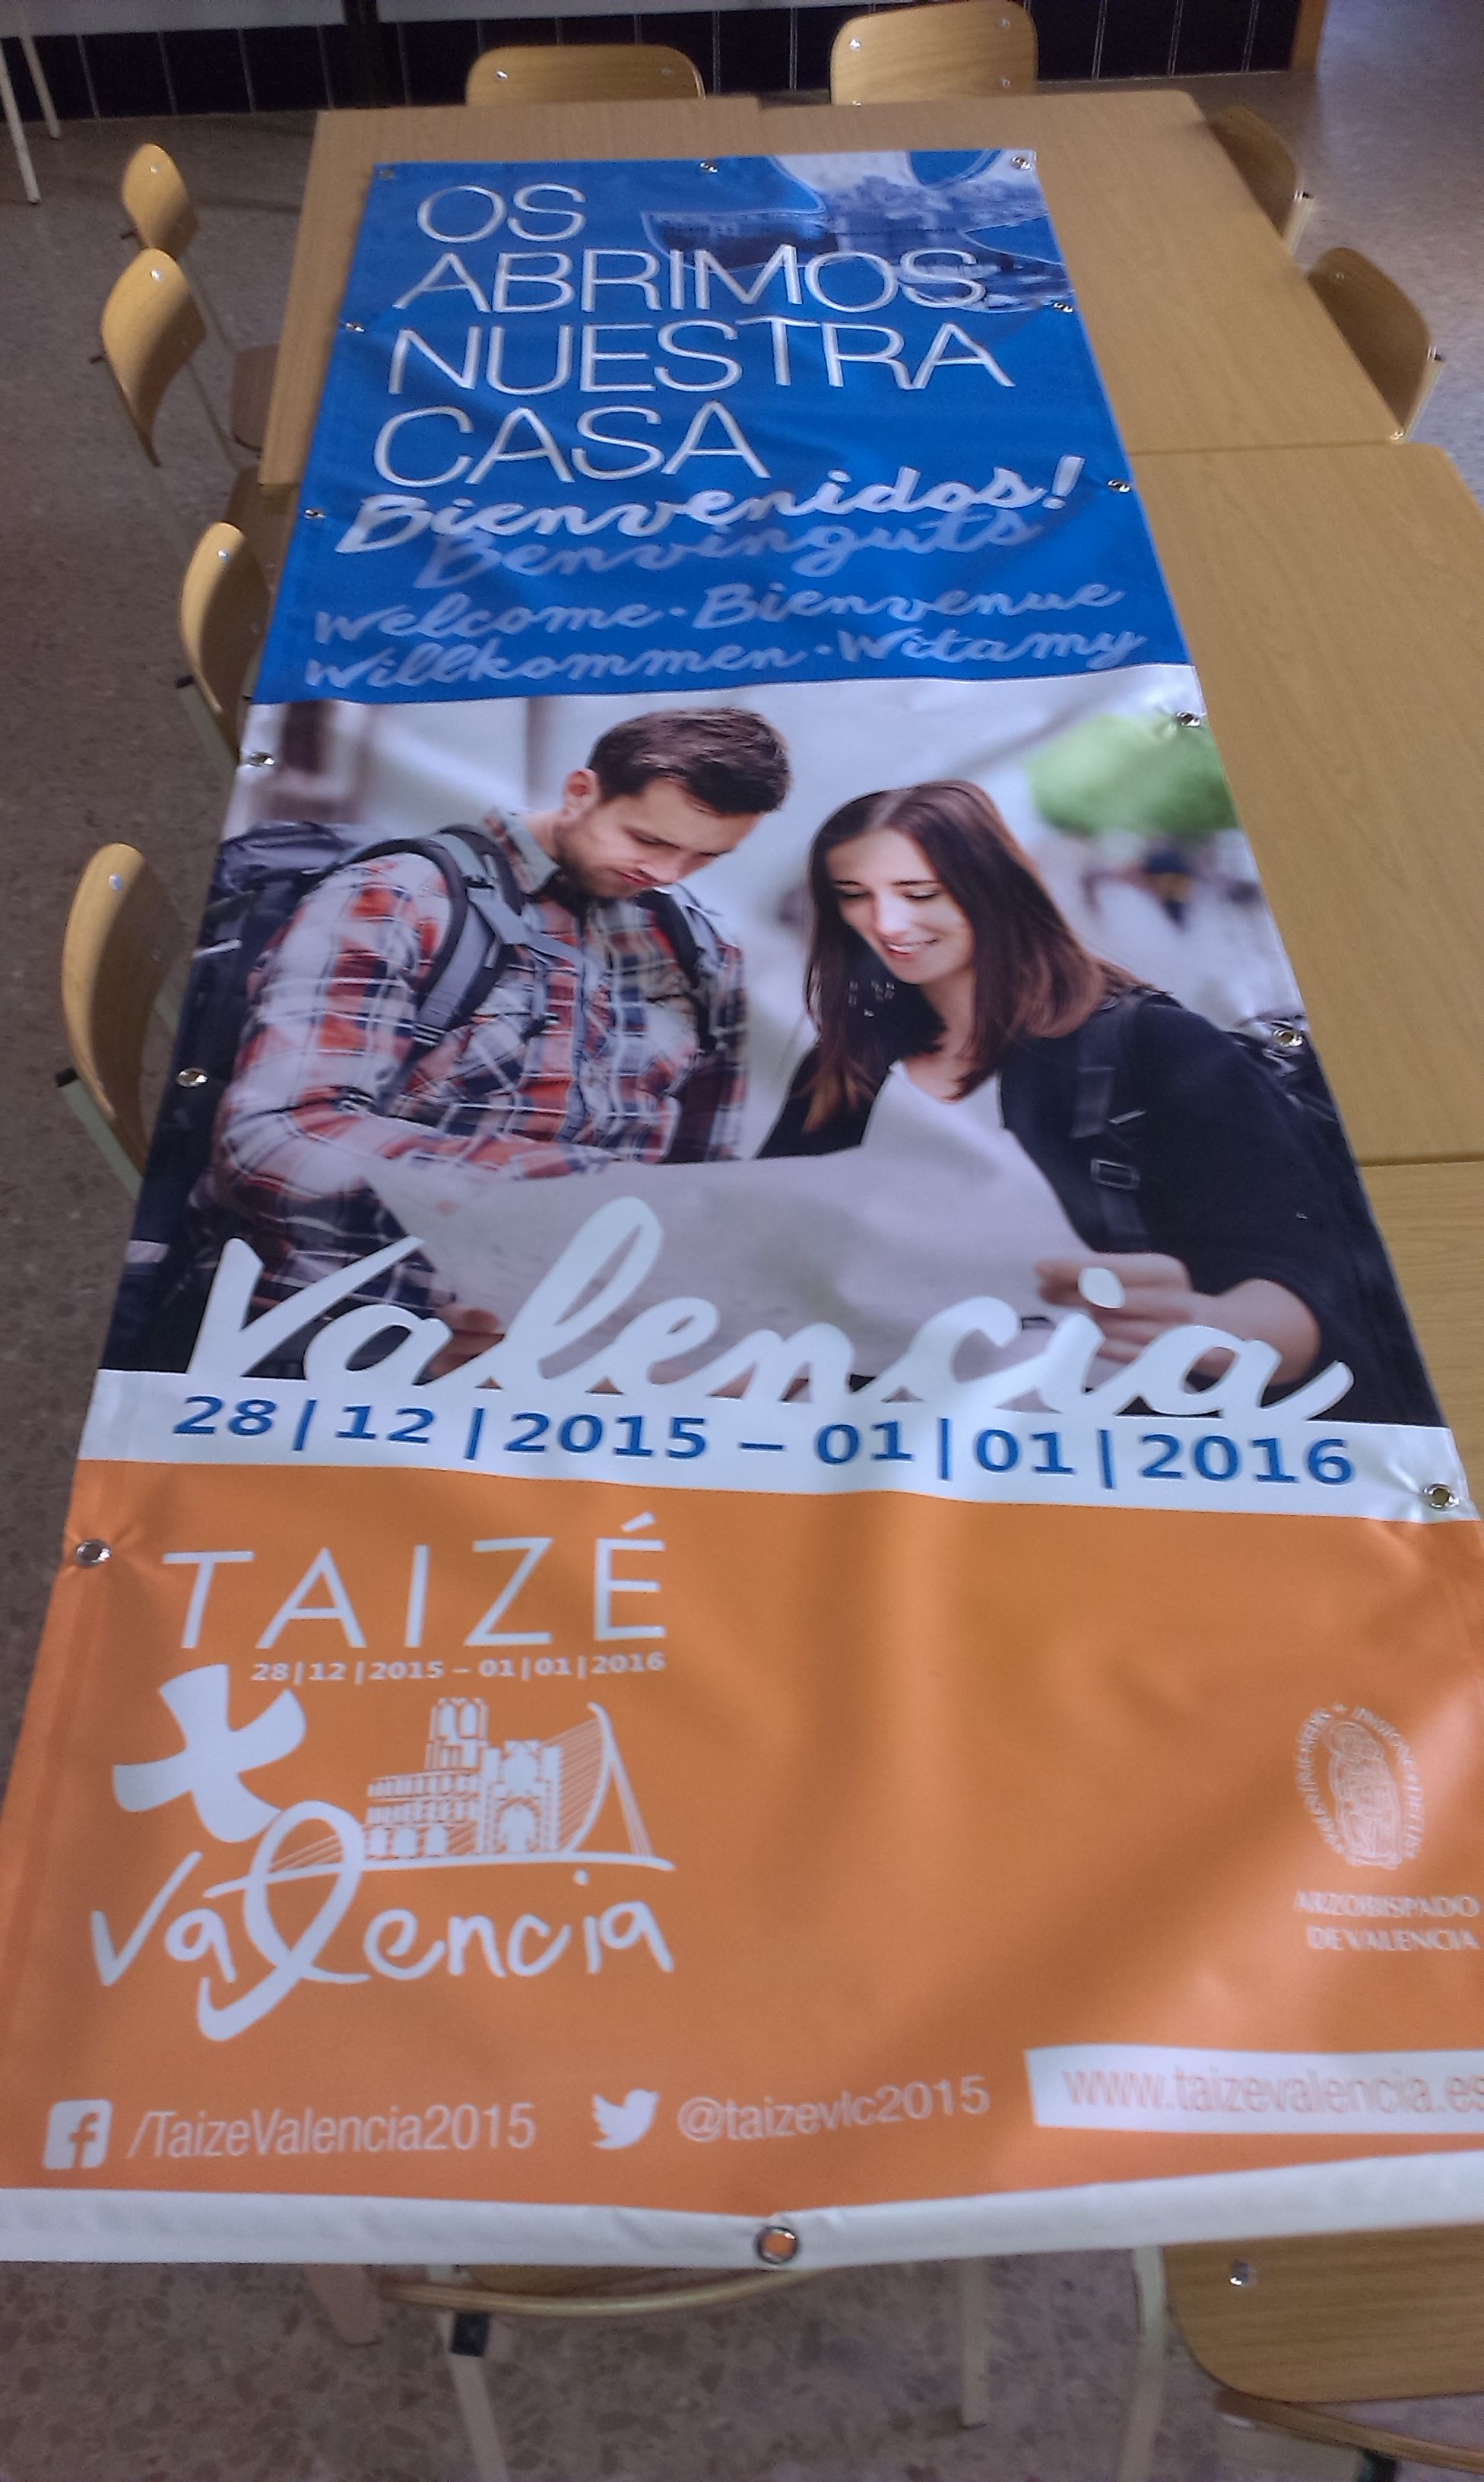 OS
ABRIMOS
NUESTRA
CASA
Bienvenidos!
Benvinguts
Welcome · Bienvenue
Willkommen · Witamy
Valencia
28|12|2015 – 01|01|2016
TAIZÉ
28|12|2015 – 01|01|2016
valencia
ARZOBISPADO
DE VALENCIA
/TaizeValencia2015 @taizevlc2015 www.taizevalencia.es